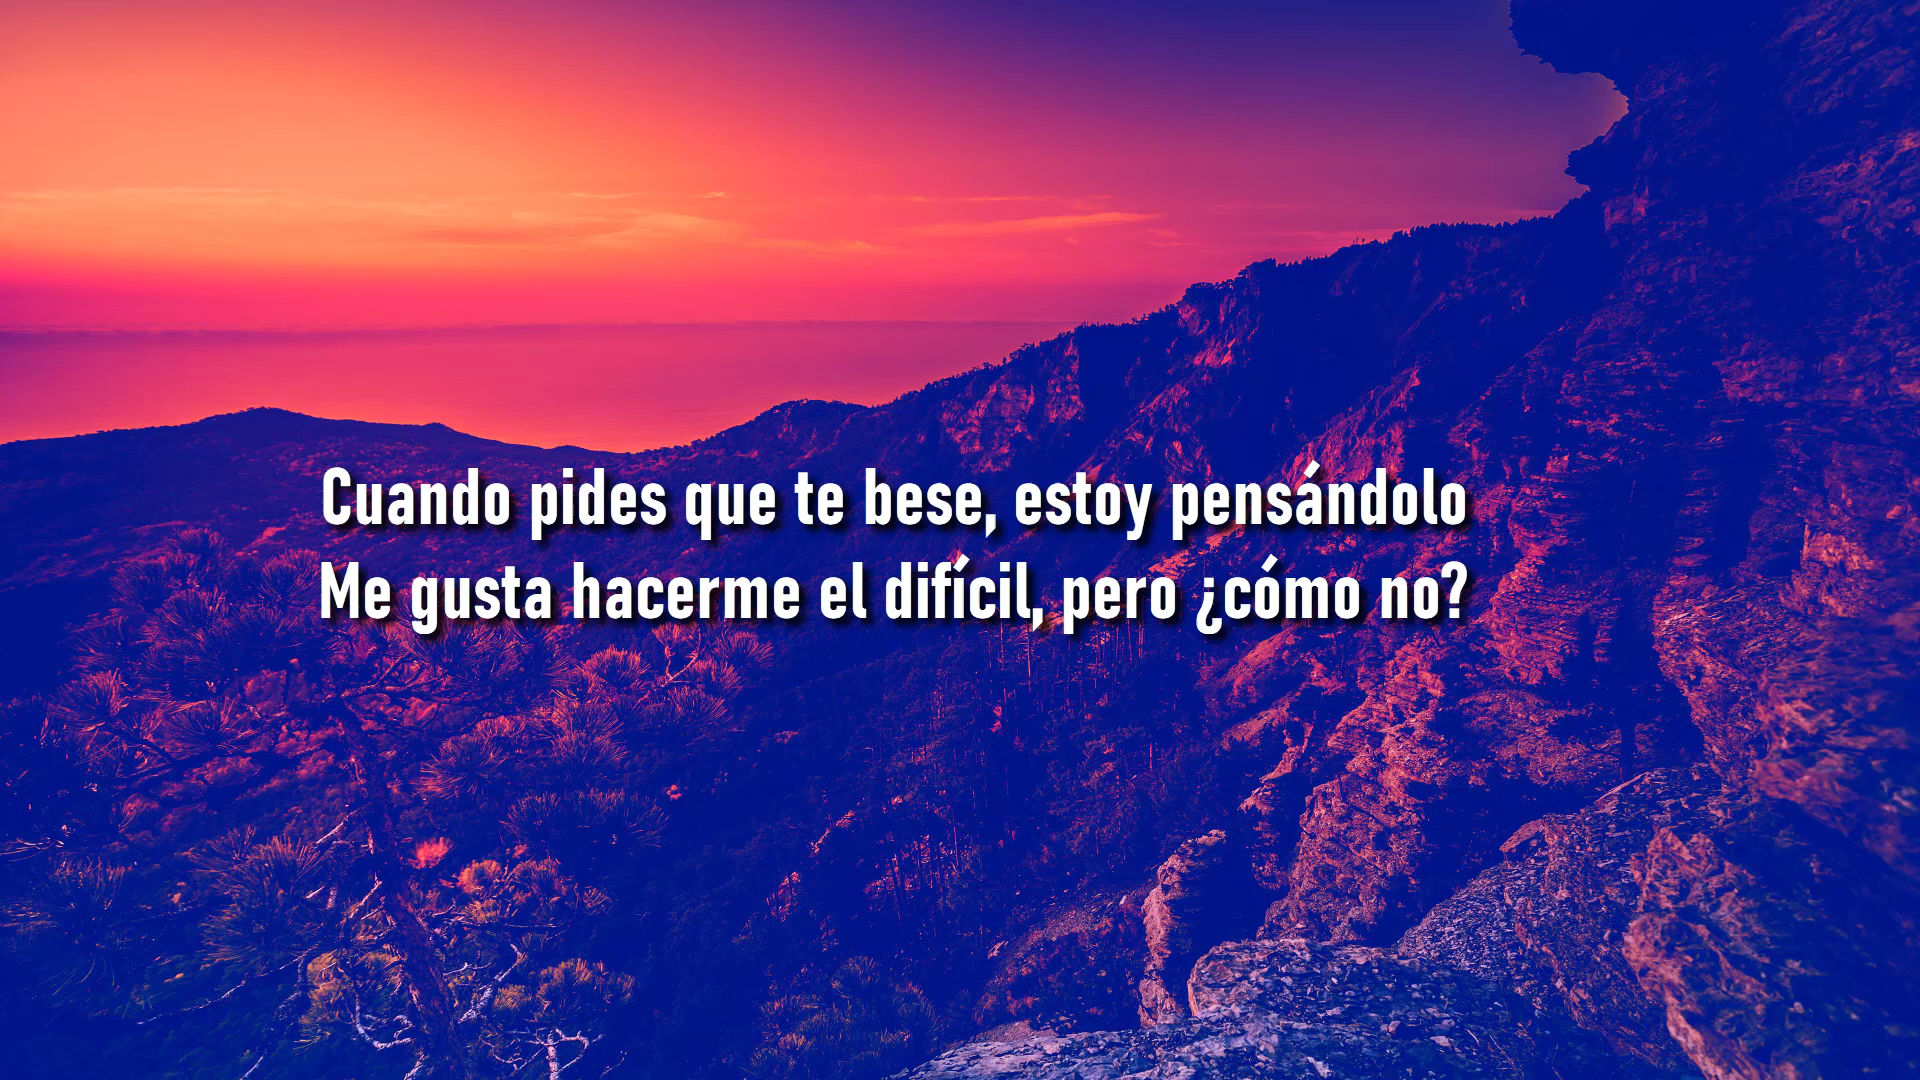 Cuando pides que te bese, estoy pensándolo
Me gusta hacerme el difícil, pero ¿cómo no?